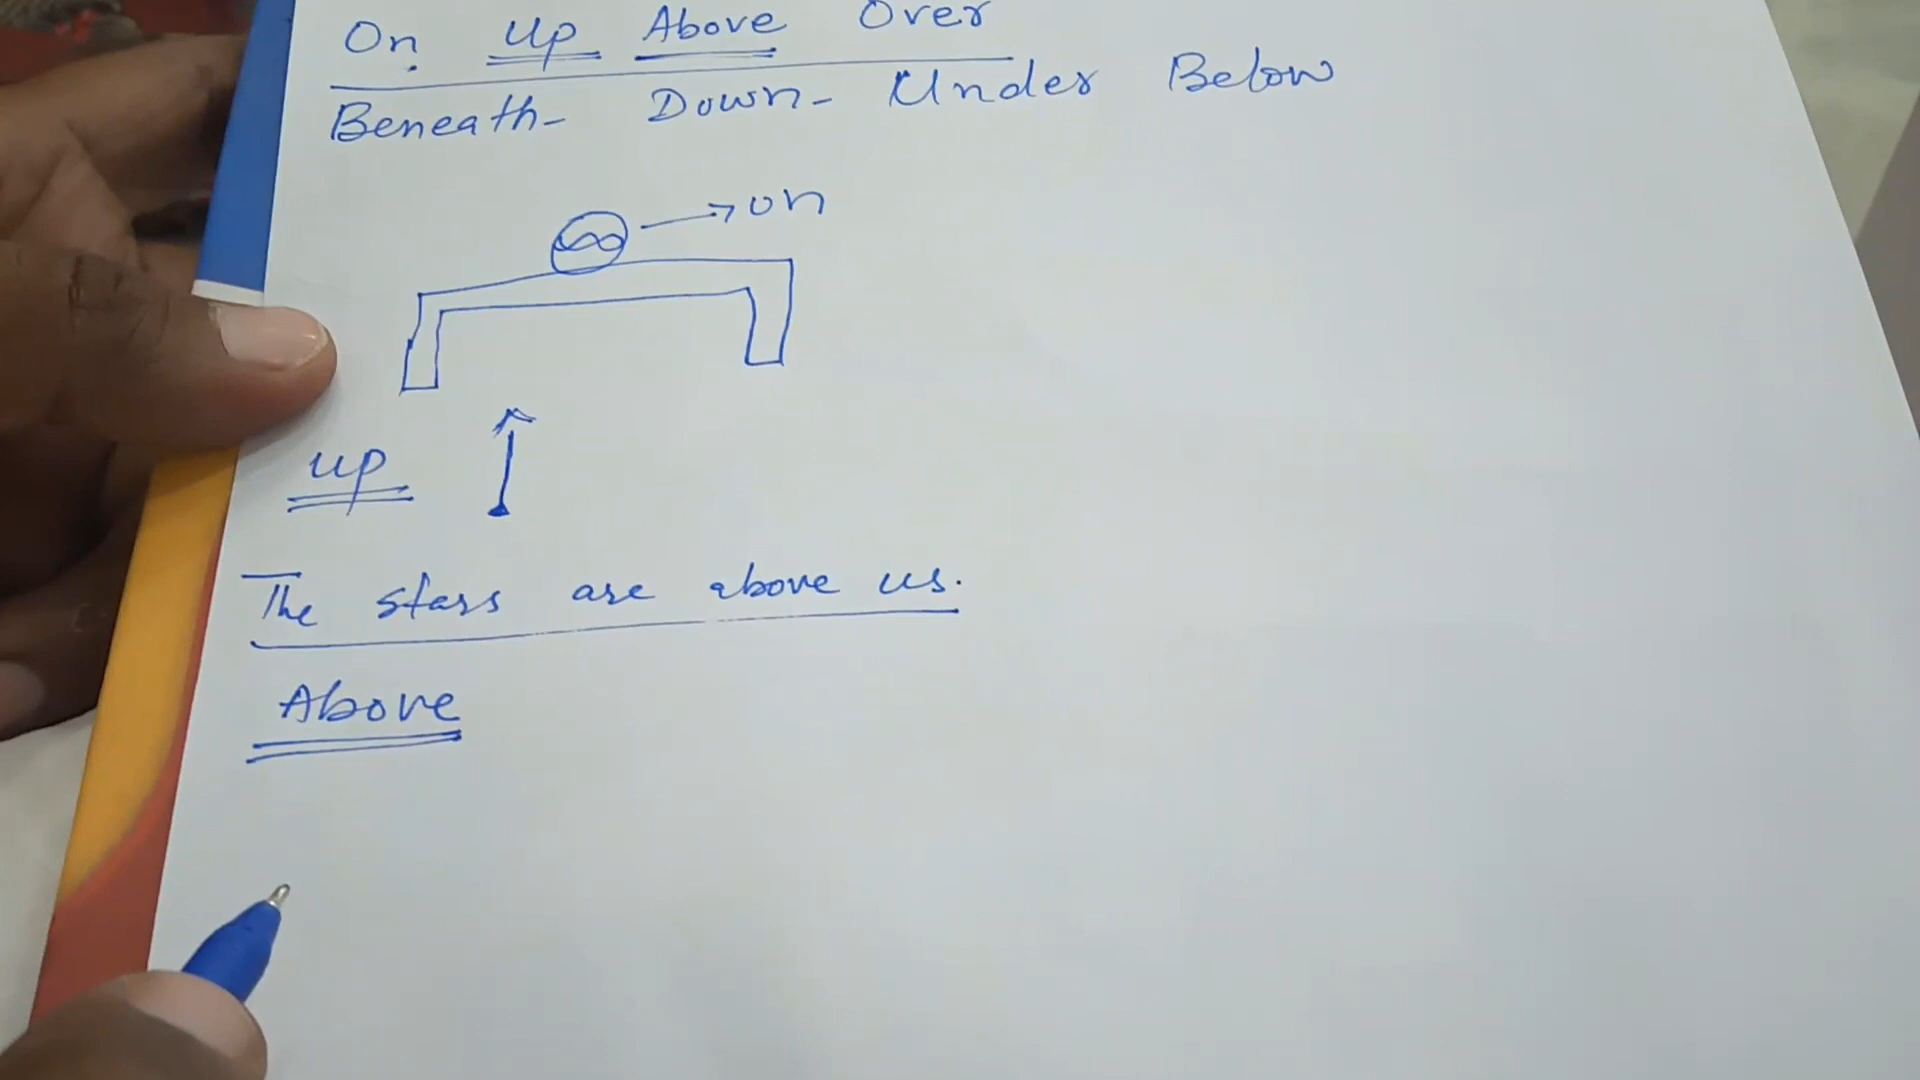 On Up Above Over
Beneath- Down- Under Below
on
up
The stars are above us.
Above